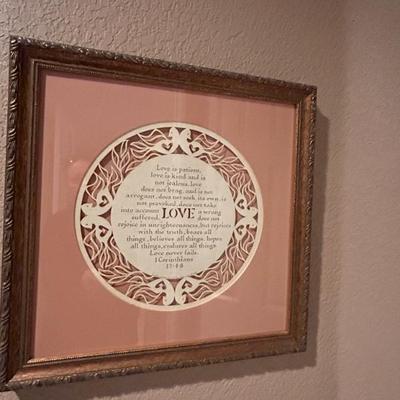 Love is patient,
love is kind and is
not jealous, love
does not brag, and is not
arrogant, does not seek its own, is
not provoked, does not take
into account LOVE a wrong
suffered, does not
rejoice in unrighteousness, but rejoices
with the truth, bears all
things, believes all things, hopes
all things, endures all things
Love never fails.
1 Corinthians
13:4-8